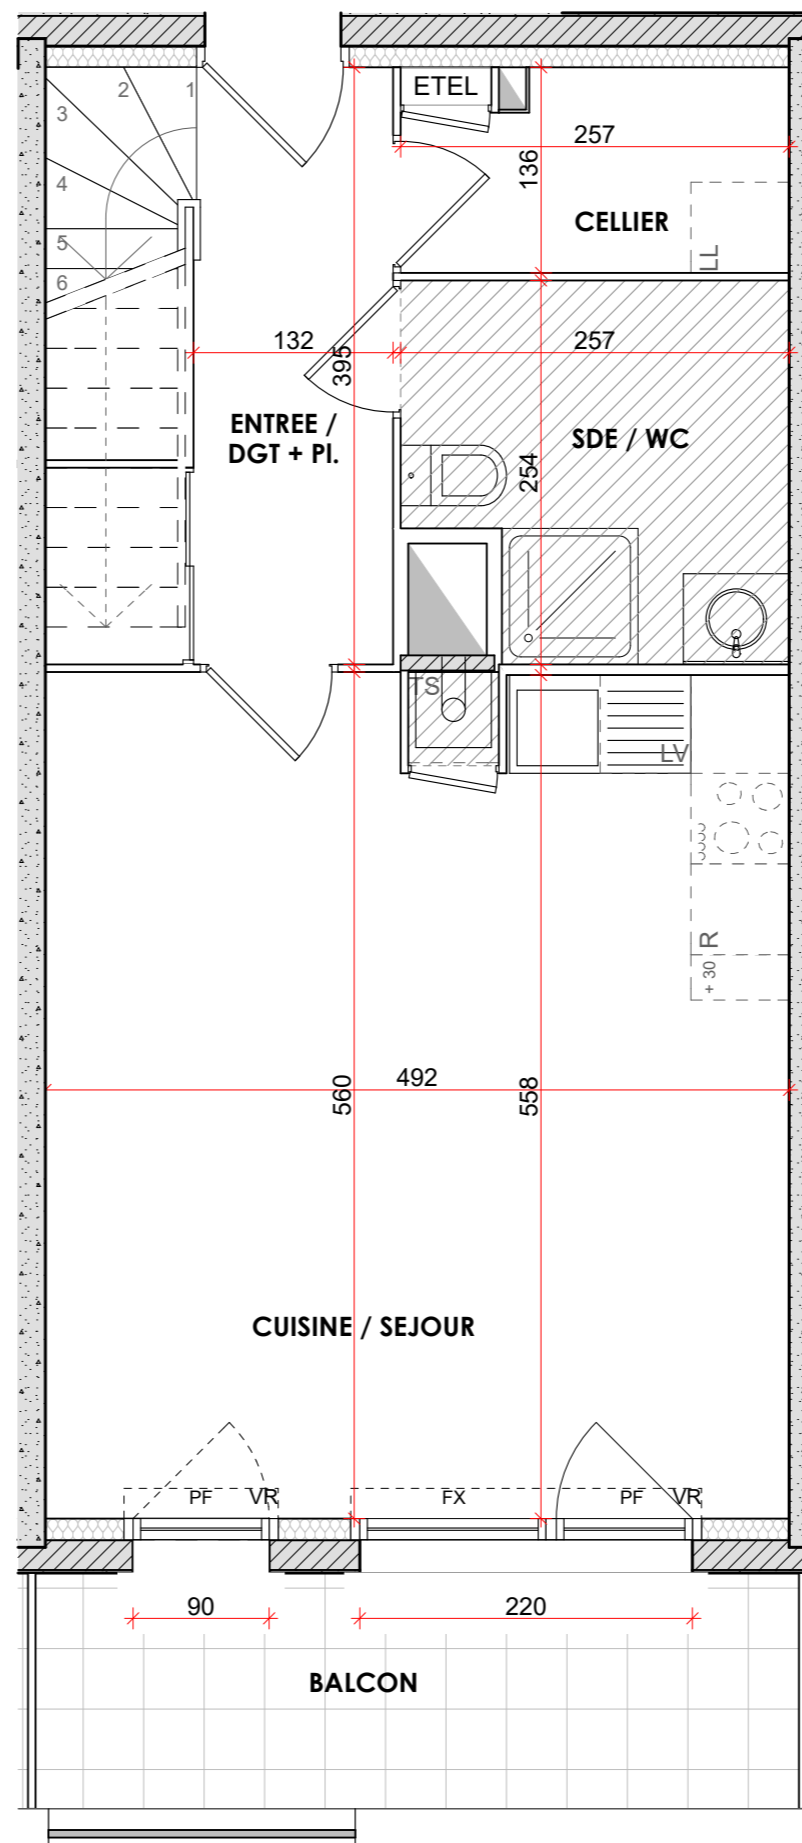 ETEL
1
2
3
4
5
6
257
136
CELLIER
LL
132
395
257
ENTREE /
DGT + Pl.
SDE / WC
254
TS
LV
R
+ 30
492
560
558
CUISINE / SEJOUR
PF
VR
FX
PF
VR
90
220
BALCON